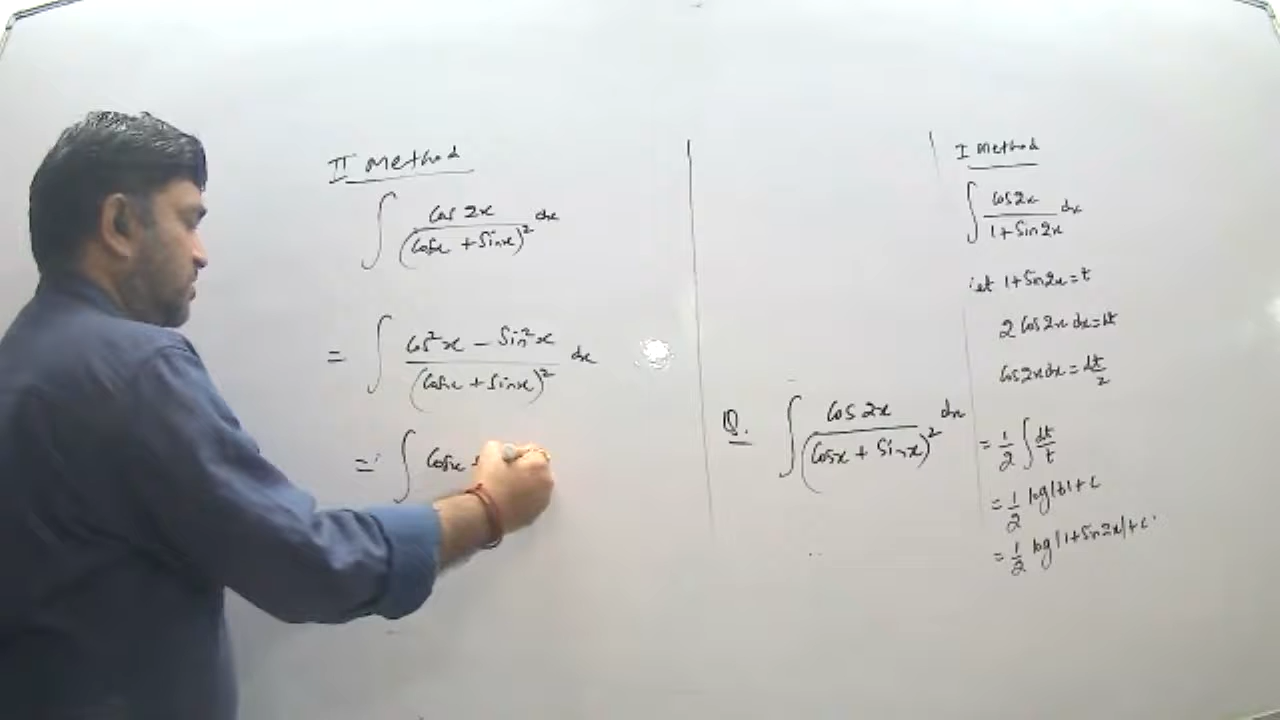 II Method
∫ Cos 2x / (Cosx + Sinx)² dx
= ∫ Cos²x − Sin²x / (Cosx + Sinx)² dx
= ∫ Cosx
Q. ∫ Cos 2x / (Cosx + Sinx)² dx
I Method
∫ Cos2x / 1 + Sin2x dx
Let 1 + Sin2x = t
2 Cos2x dx = dt
Cos2x dx = dt/2
= 1/2 ∫ dt/t
= 1/2 log|t| + c
= 1/2 log|1 + Sin2x| + c